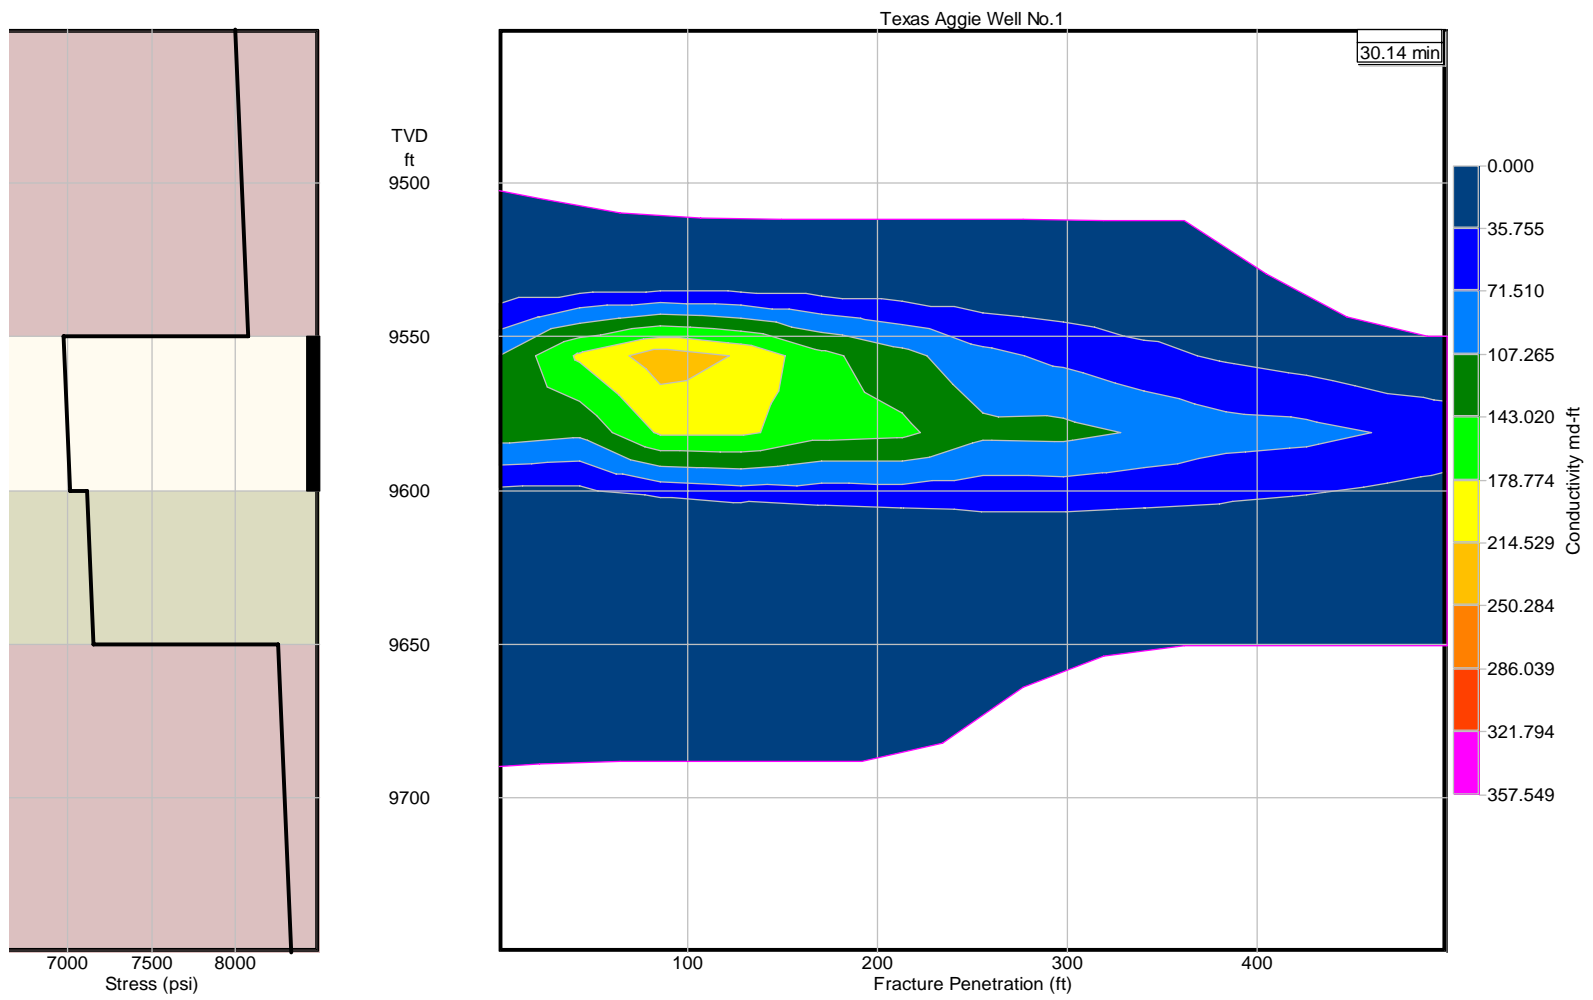 Texas Aggie Well No.1
30.14 min
TVD
ft
9500
9550
9600
9650
9700
7000 7500 8000
Stress (psi)
100 200 300 400
Fracture Penetration (ft)
0.000
35.755
71.510
107.265
143.020
178.774
214.529
250.284
286.039
321.794
357.549
Conductivity md-ft